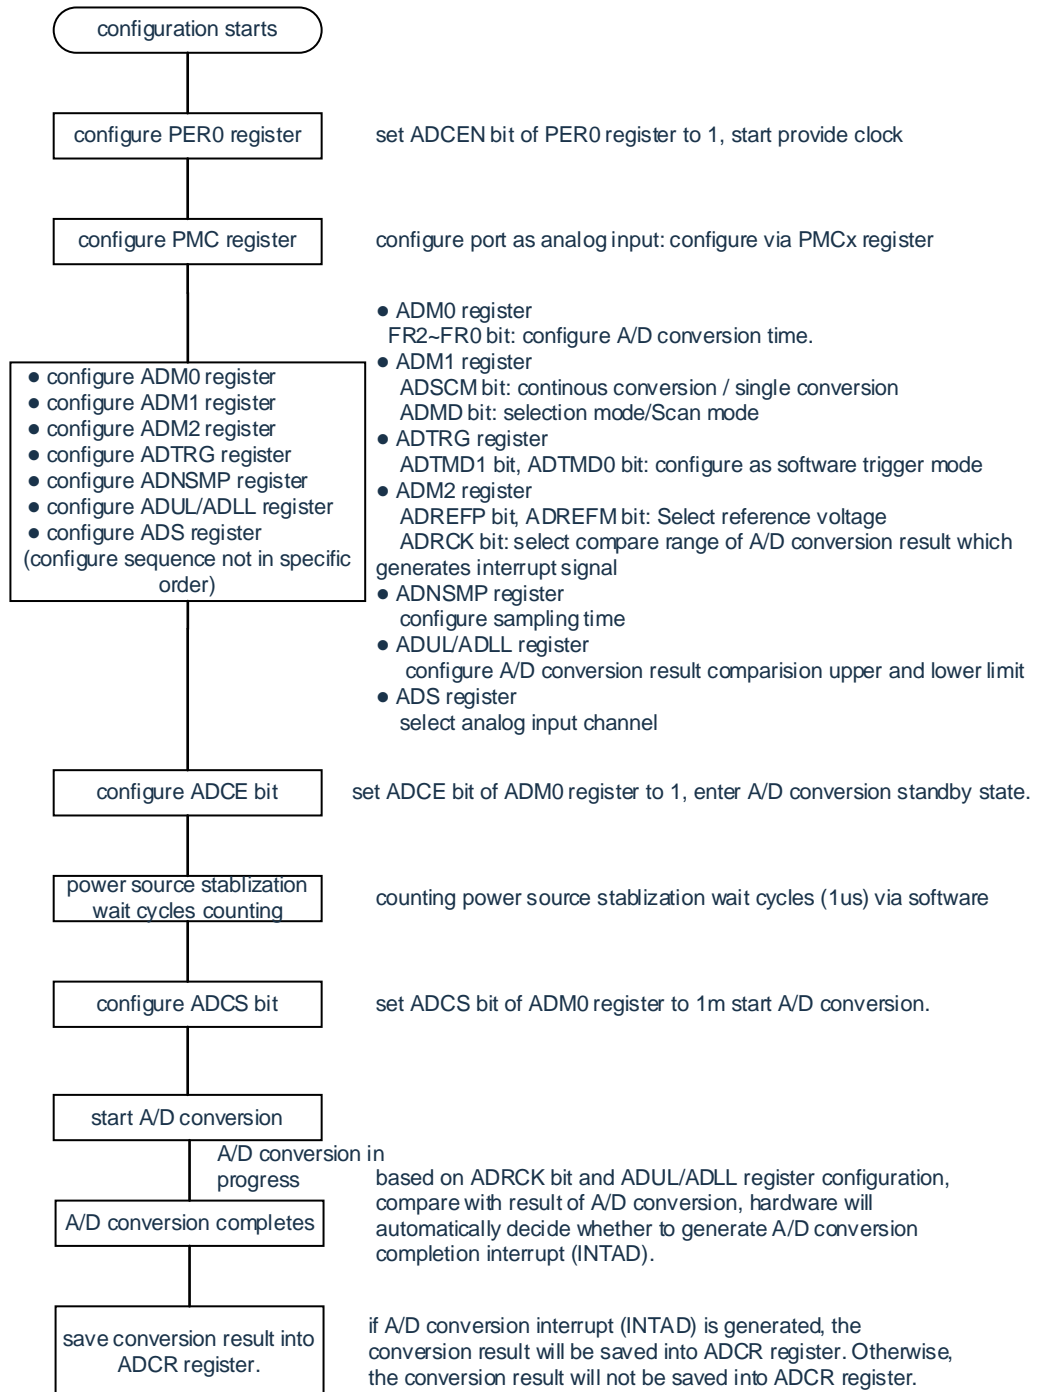 configuration starts
configure PER0 register
set ADCEN bit of PER0 register to 1, start provide clock
configure PMC register
configure port as analog input: configure via PMCx register
● configure ADM0 register
● configure ADM1 register
● configure ADM2 register
● configure ADTRG register
● configure ADNSMP register
● configure ADUL/ADLL register
● configure ADS register
(configure sequence not in specific
order)
● ADM0 register
FR2~FR0 bit: configure A/D conversion time.
● ADM1 register
ADSCM bit: continous conversion / single conversion
ADMD bit: selection mode/Scan mode
● ADTRG register
ADTMD1 bit, ADTMD0 bit: configure as software trigger mode
● ADM2 register
ADREFP bit, ADREFM bit: Select reference voltage
ADRCK bit: select compare range of A/D conversion result which
generates interrupt signal
● ADNSMP register
configure sampling time
● ADUL/ADLL register
configure A/D conversion result comparision upper and lower limit
● ADS register
select analog input channel
configure ADCE bit
set ADCE bit of ADM0 register to 1, enter A/D conversion standby state.
power source stablization
wait cycles counting
counting power source stablization wait cycles (1us) via software
configure ADCS bit
set ADCS bit of ADM0 register to 1m start A/D conversion.
start A/D conversion
A/D conversion in
progress
A/D conversion completes
based on ADRCK bit and ADUL/ADLL register configuration,
compare with result of A/D conversion, hardware will
automatically decide whether to generate A/D conversion
completion interrupt (INTAD).
save conversion result into
ADCR register.
if A/D conversion interrupt (INTAD) is generated, the
conversion result will be saved into ADCR register. Otherwise,
the conversion result will not be saved into ADCR register.